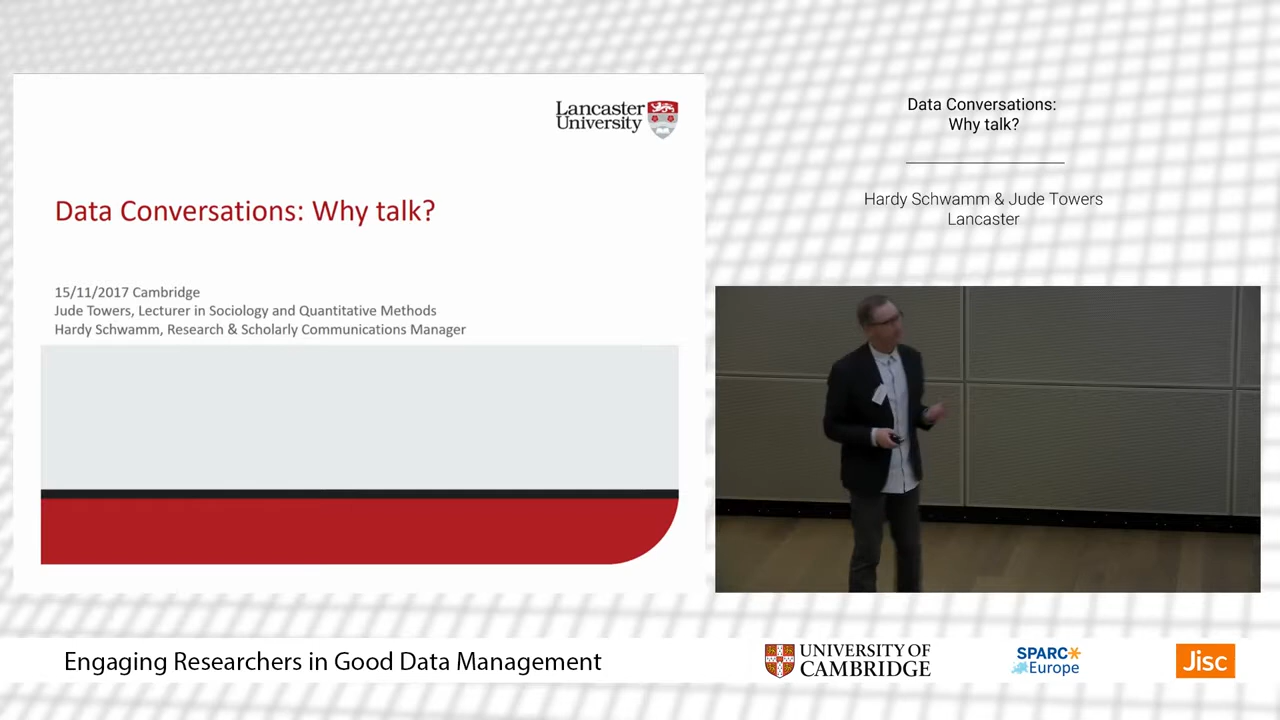 Lancaster
University
Data Conversations: Why talk?
15/11/2017 Cambridge
Jude Towers, Lecturer in Sociology and Quantitative Methods
Hardy Schwamm, Research & Scholarly Communications Manager
Data Conversations:
Why talk?
Hardy Schwamm & Jude Towers
Lancaster
Engaging Researchers in Good Data Management
UNIVERSITY OF
CAMBRIDGE
SPARC
Europe
Jisc